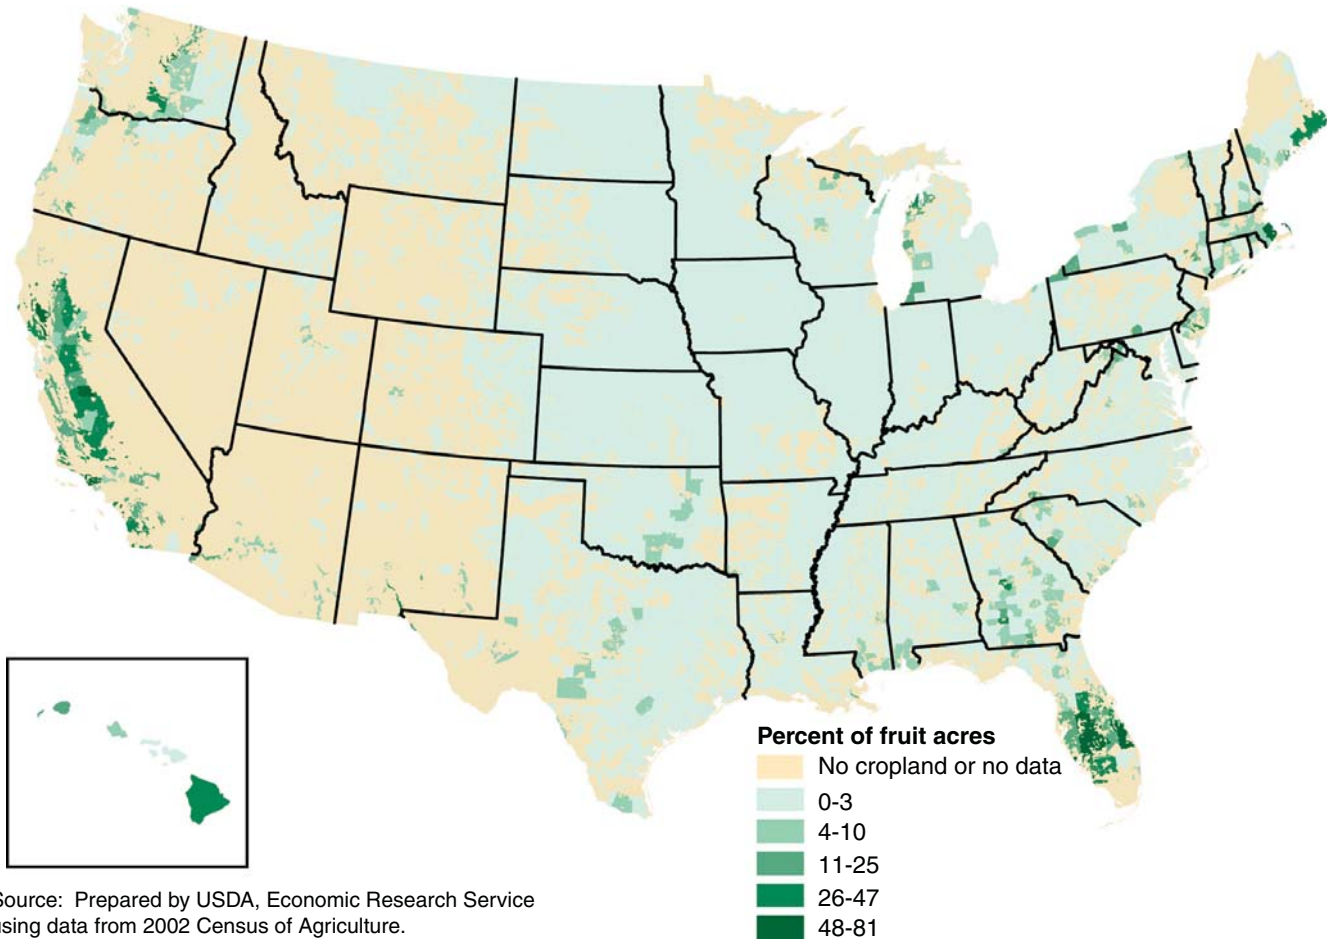 Percent of fruit acres
No cropland or no data
0-3
4-10
11-25
26-47
48-81
Source: Prepared by USDA, Economic Research Service
using data from 2002 Census of Agriculture.